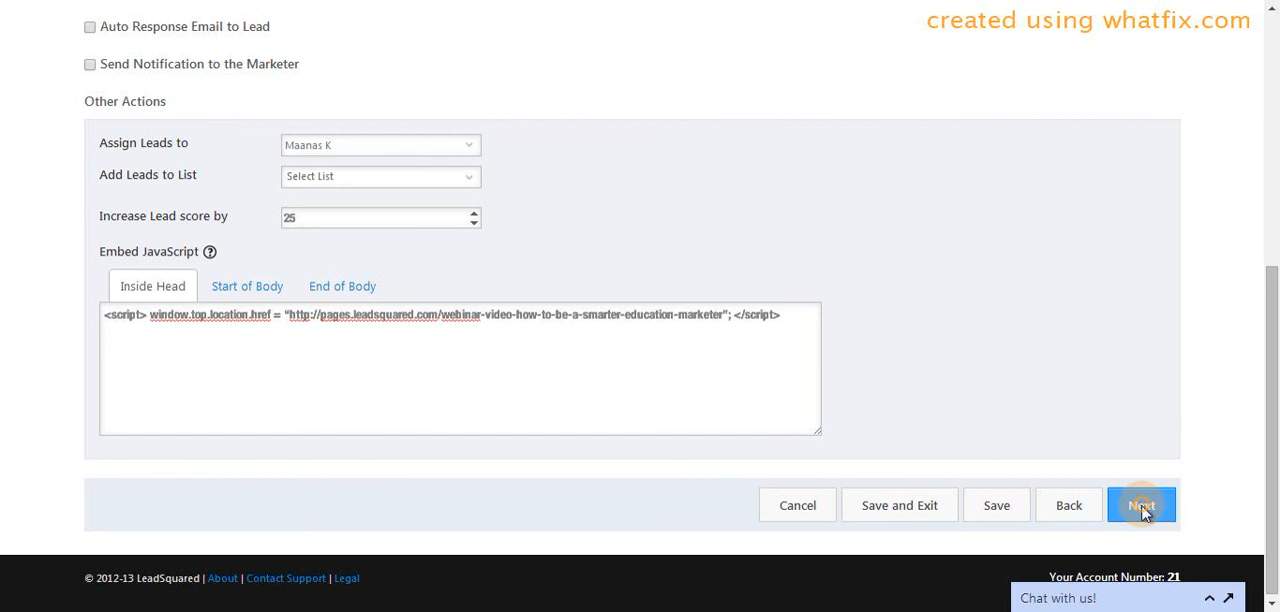 created using whatfix.com
Auto Response Email to Lead
Send Notification to the Marketer
Other Actions
Assign Leads to
Maanas K
Add Leads to List
Select List
Increase Lead score by
25
Embed JavaScript ?
Inside Head
Start of Body
End of Body
<script> window.top.location.href = “http://pages.leadsquared.com/webinar-video-how-to-be-a-smarter-education-marketer”; </script>
Cancel
Save and Exit
Save
Back
Next
© 2012-13 LeadSquared | About | Contact Support | Legal
Your Account Number: 21
Chat with us!